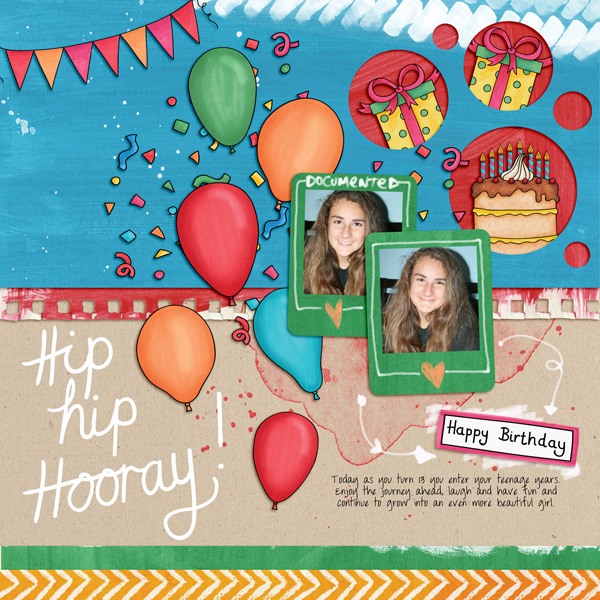 DOCUMENTED
Hip
hip
Hooray!
Happy Birthday
Today as you turn 13 you enter your teenage years.
Enjoy the journey ahead, laugh and have fun and
continue to grow into an even more beautiful girl.